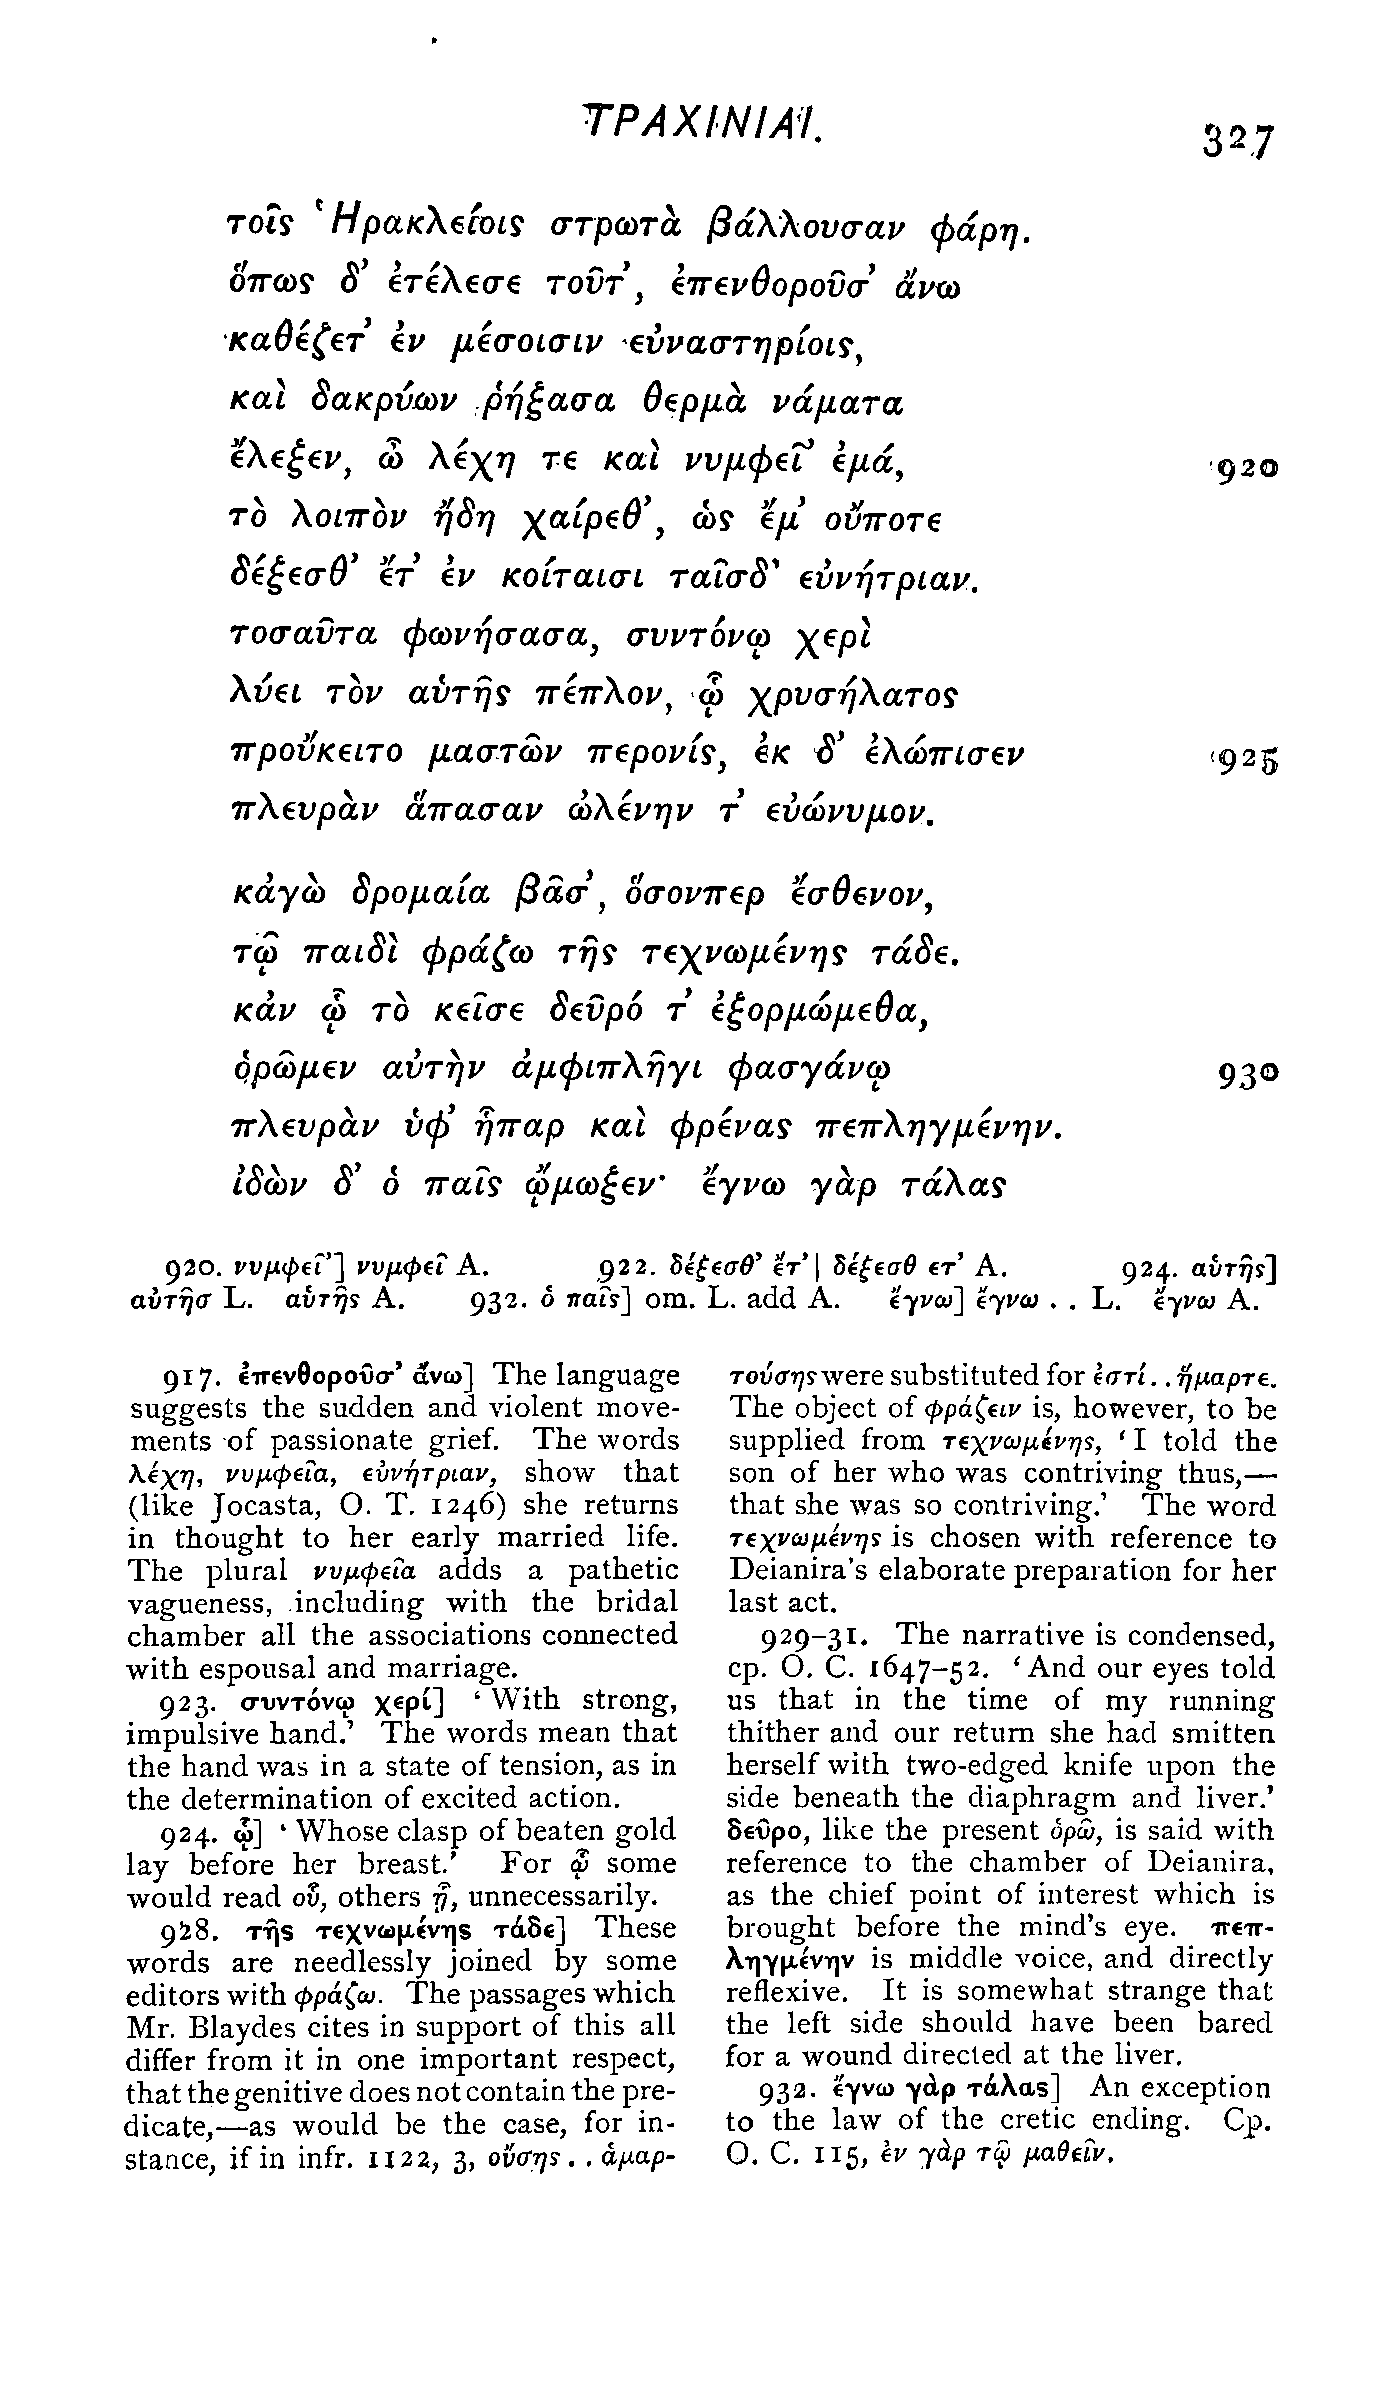 ΤΡΑΧΙΝΙΑΙ.
327
τοῖς Ἡρακλείοις στρωτὰ βάλλουσαν φάρη.
ὅπως δ’ ἐτέλεσε τοῦτ’, ἐπενθοροῦσ’ ἄνω
καθέζετ’ ἐν μέσοισιν εὐναστηρίοις,
καὶ δακρύων ῥήξασα θερμὰ νάματα
ἔλεξεν, ὦ λέχη τε καὶ νυμφεῖ’ ἐμά,
920
τὸ λοιπὸν ἤδη χαίρεθ’, ὡς ἔμ’ οὔποτε
δέξεσθ’ ἔτ’ ἐν κοίταισι ταῖσδ’ εὐνήτριαν.
τοσαῦτα φωνήσασα, συντόνῳ χερὶ
λύει τὸν αὑτῆς πέπλον, ᾧ χρυσήλατος
προὔκειτο μαστῶν περονίς, ἐκ δ’ ἐλώπισεν
925
πλευρὰν ἅπασαν ὠλένην τ’ εὐώνυμον.
κἀγὼ δρομαία βᾶσ’, ὅσονπερ ἔσθενον,
τῷ παιδὶ φράζω τῆς τεχνωμένης τάδε.
κἀν ᾧ τὸ κεῖσε δεῦρό τ’ ἐξορμώμεθα,
ὁρῶμεν αὐτὴν ἀμφιπλῆγι φασγάνῳ
930
πλευρὰν ὑφ’ ἧπαρ καὶ φρένας πεπληγμένην.
ἰδὼν δ’ ὁ παῖς ᾤμωξεν· ἔγνω γὰρ τάλας
920. νυμφεῖ’] νυμφεῖ A. 922. δέξεσθ’ ἔτ’| δέξεσθ ετ’ A. 924. αὑτῆς]
αὐτῆσ L. αὑτῆς A. 932. ὁ παῖς] om. L. add A. ἔγνω] ἔγνω . . L. ἔγνω A.
917. ἐπενθοροῦσ’ ἄνω] The language
suggests the sudden and violent move-
ments of passionate grief. The words
λέχη, νυμφεῖα, εὐνήτριαν, show that
(like Jocasta, O. T. 1246) she returns
in thought to her early married life.
The plural νυμφεῖα adds a pathetic
vagueness, including with the bridal
chamber all the associations connected
with espousal and marriage.
923. συντόνῳ χερί] ‘With strong,
impulsive hand.’ The words mean that
the hand was in a state of tension, as in
the determination of excited action.
924. ᾧ] ‘Whose clasp of beaten gold
lay before her breast.’ For ᾧ some
would read οὗ, others ᾗ, unnecessarily.
928. τῆς τεχνωμένης τάδε] These
words are needlessly joined by some
editors with φράζω. The passages which
Mr. Blaydes cites in support of this all
differ from it in one important respect,
that the genitive does not contain the pre-
dicate,—as would be the case, for in-
stance, if in infr. 1122, 3, οὔσης . . ἁμαρ-
τούσης were substituted for ἐστί . . ἥμαρτε.
The object of φράζειν is, however, to be
supplied from τεχνωμένης, ‘I told the
son of her who was contriving thus,—
that she was so contriving.’ The word
τεχνωμένης is chosen with reference to
Deianira’s elaborate preparation for her
last act.
929-31. The narrative is condensed,
cp. O. C. 1647-52. ‘And our eyes told
us that in the time of my running
thither and our return she had smitten
herself with two-edged knife upon the
side beneath the diaphragm and liver.’
δεῦρο, like the present ὁρῶ, is said with
reference to the chamber of Deianira,
as the chief point of interest which is
brought before the mind’s eye. πεπ-
ληγμένην is middle voice, and directly
reflexive. It is somewhat strange that
the left side should have been bared
for a wound directed at the liver.
932. ἔγνω γὰρ τάλας] An exception
to the law of the cretic ending. Cp.
O. C. 115, ἐν γὰρ τῷ μαθεῖν.